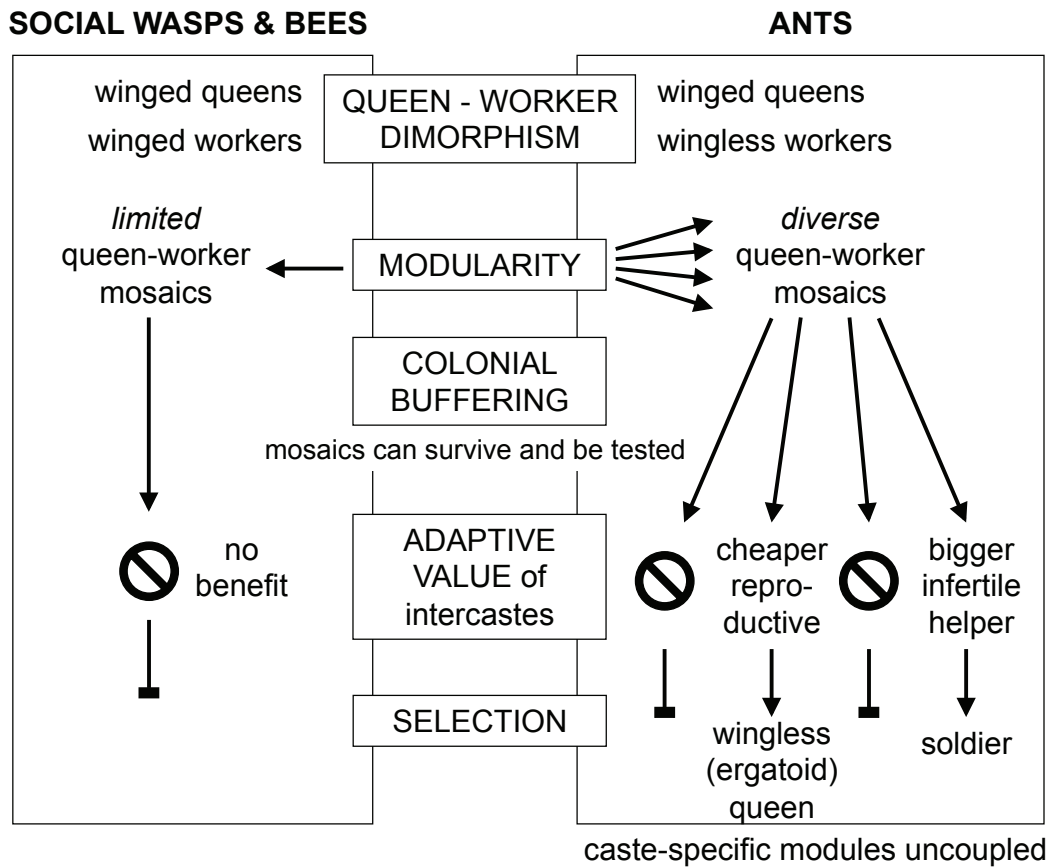 SOCIAL WASPS & BEES
ANTS
winged queens
winged workers
QUEEN - WORKER
DIMORPHISM
winged queens
wingless workers
limited
queen-worker
mosaics
MODULARITY
diverse
queen-worker
mosaics
COLONIAL
BUFFERING
mosaics can survive and be tested
no
benefit
ADAPTIVE
VALUE of
intercastes
cheaper
repro-
ductive
bigger
infertile
helper
SELECTION
wingless
(ergatoid)
queen
soldier
caste-specific modules uncoupled